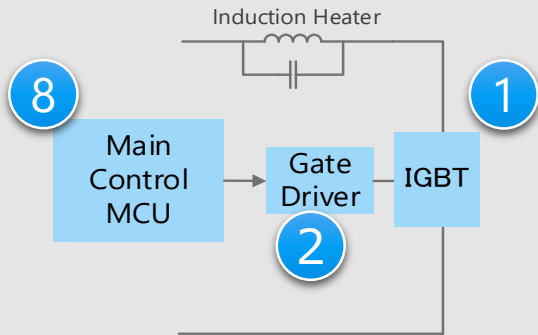 Induction Heater
8
1
Main
Control
MCU
Gate
Driver
IGBT
2